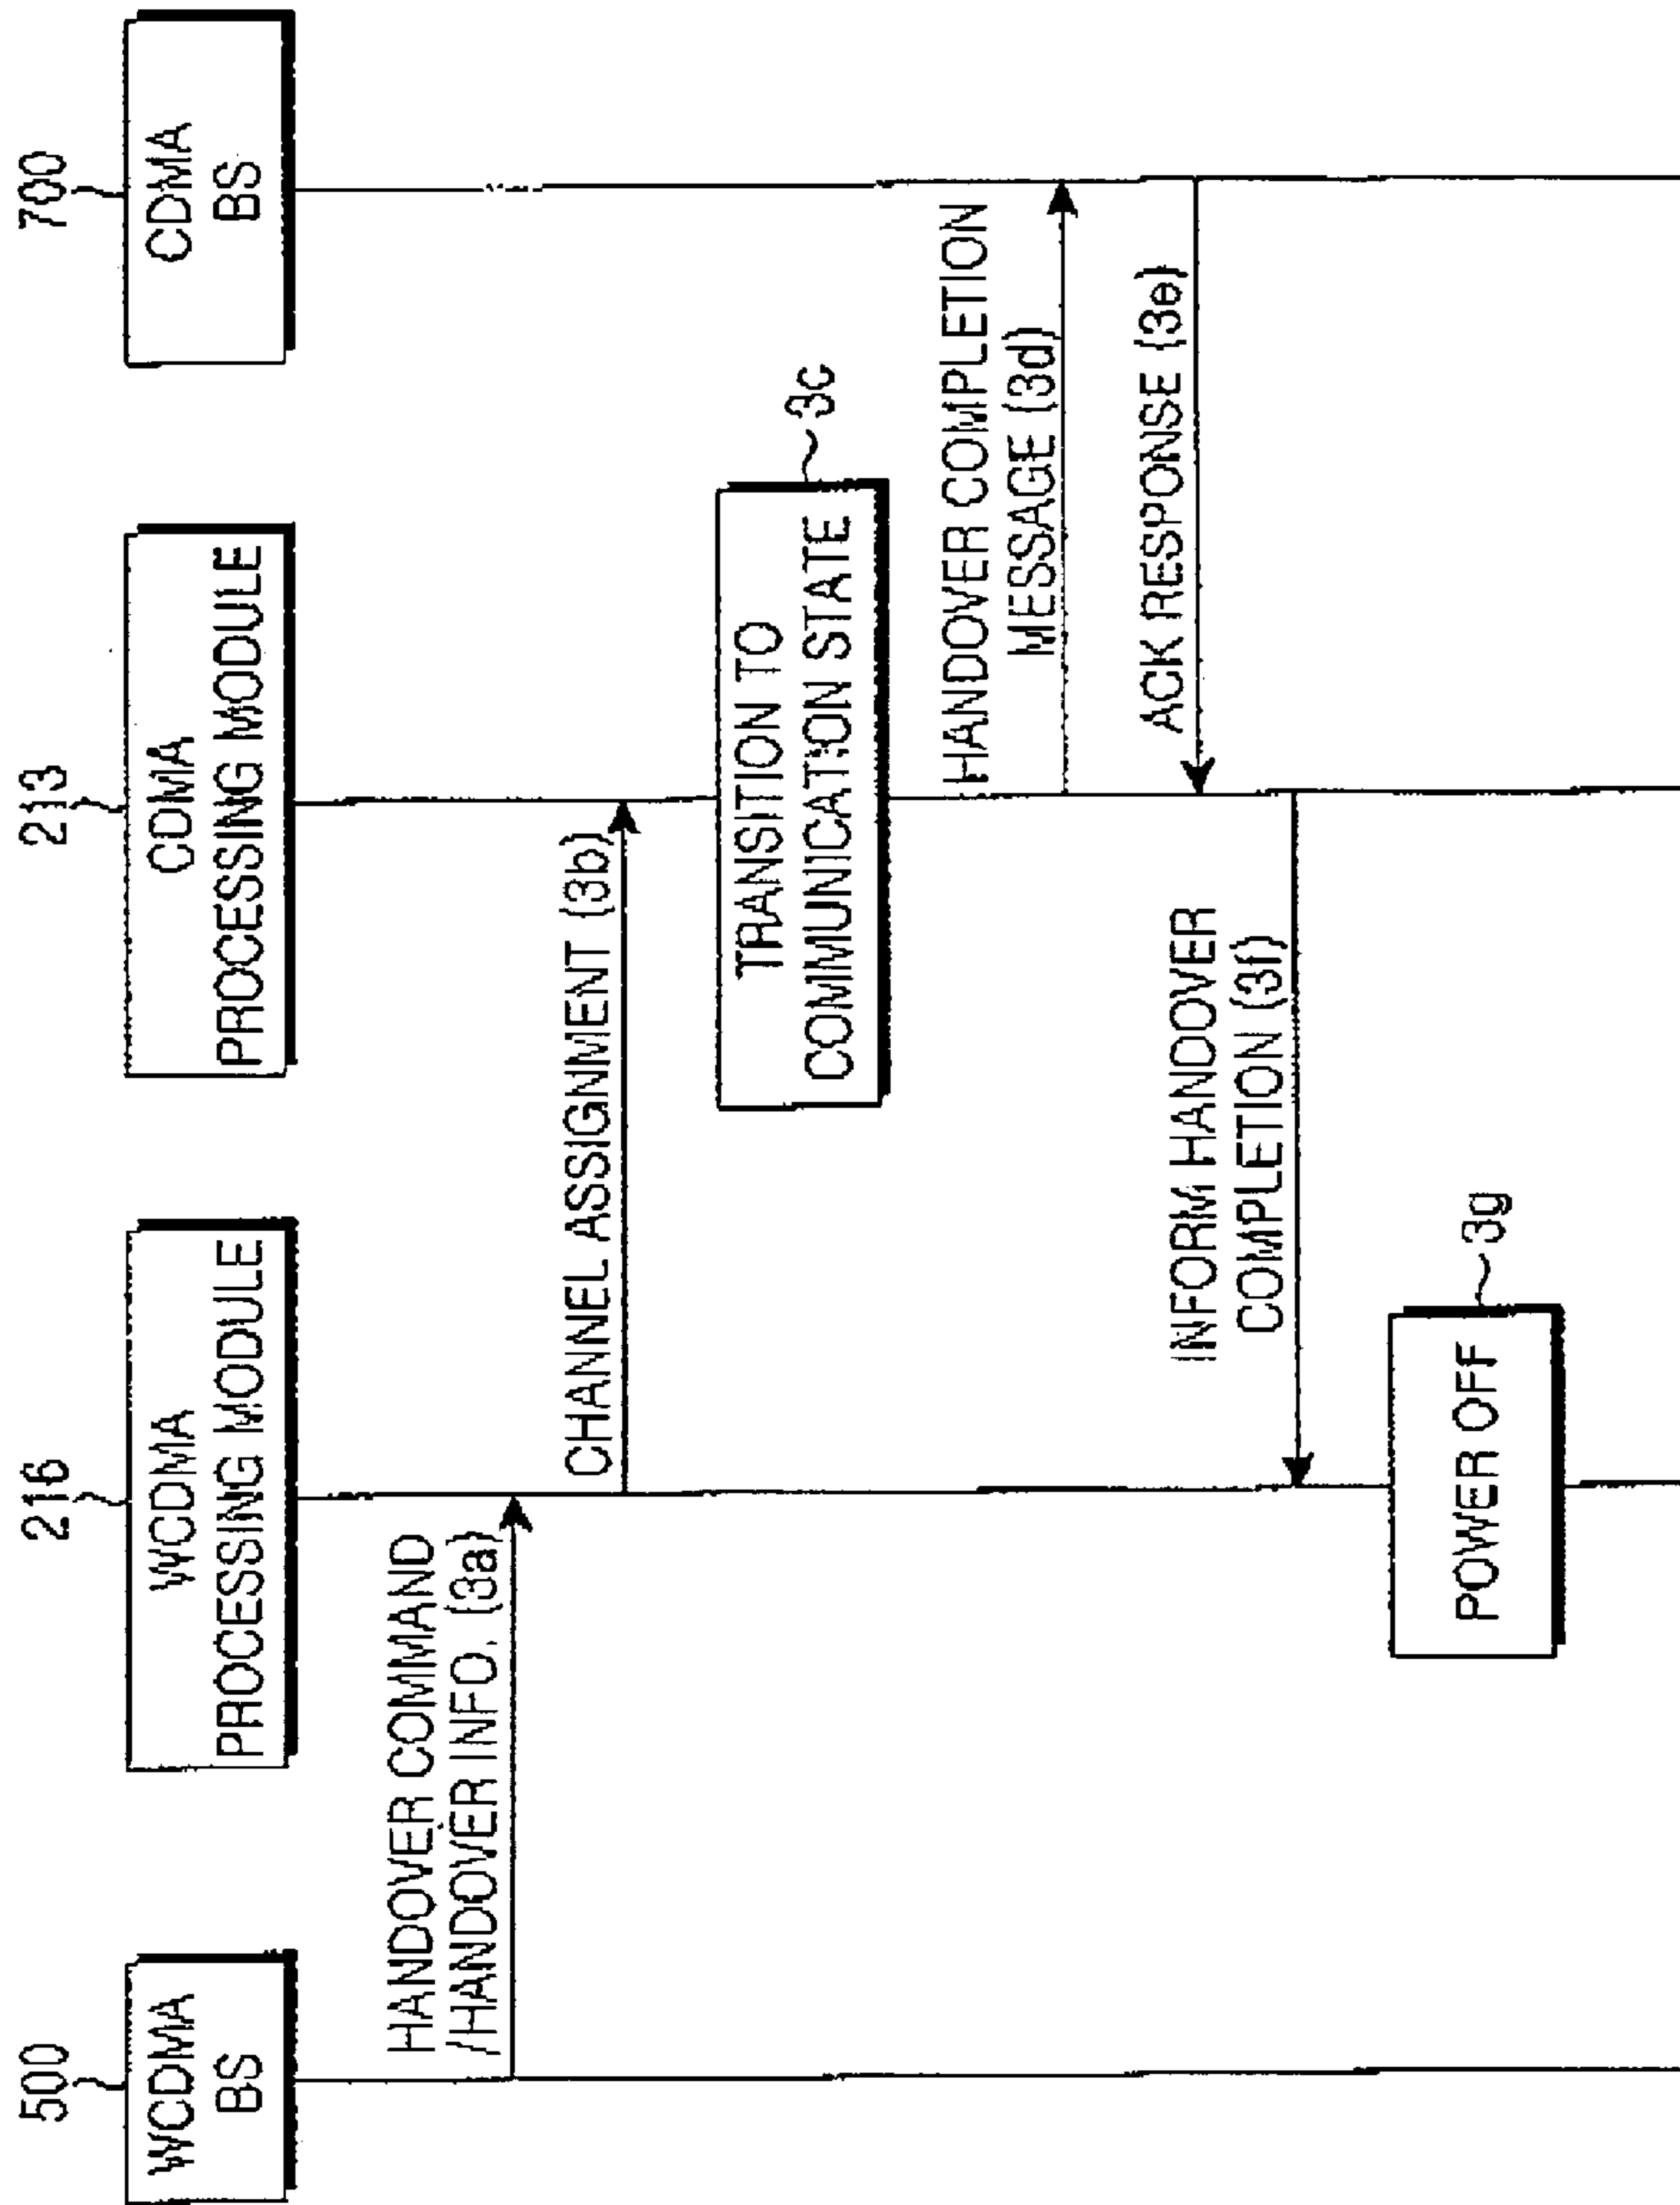 500
WCDMA
BS
216
WCDMA
PROCESSING MODULE
213
CDMA
PROCESSING MODULE
700
CDMA
BS
HANDOVER COMMAND
/HANDOVER INFO. (3a)
CHANNEL ASSIGNMENT (3b)
TRANSITION TO
COMMUNICATION STATE
3c
HANDOVER COMPLETION
MESSAGE (3d)
ACK RESPONSE (3e)
INFORM HANDOVER
COMPLETION (3f)
POWER OFF
3g